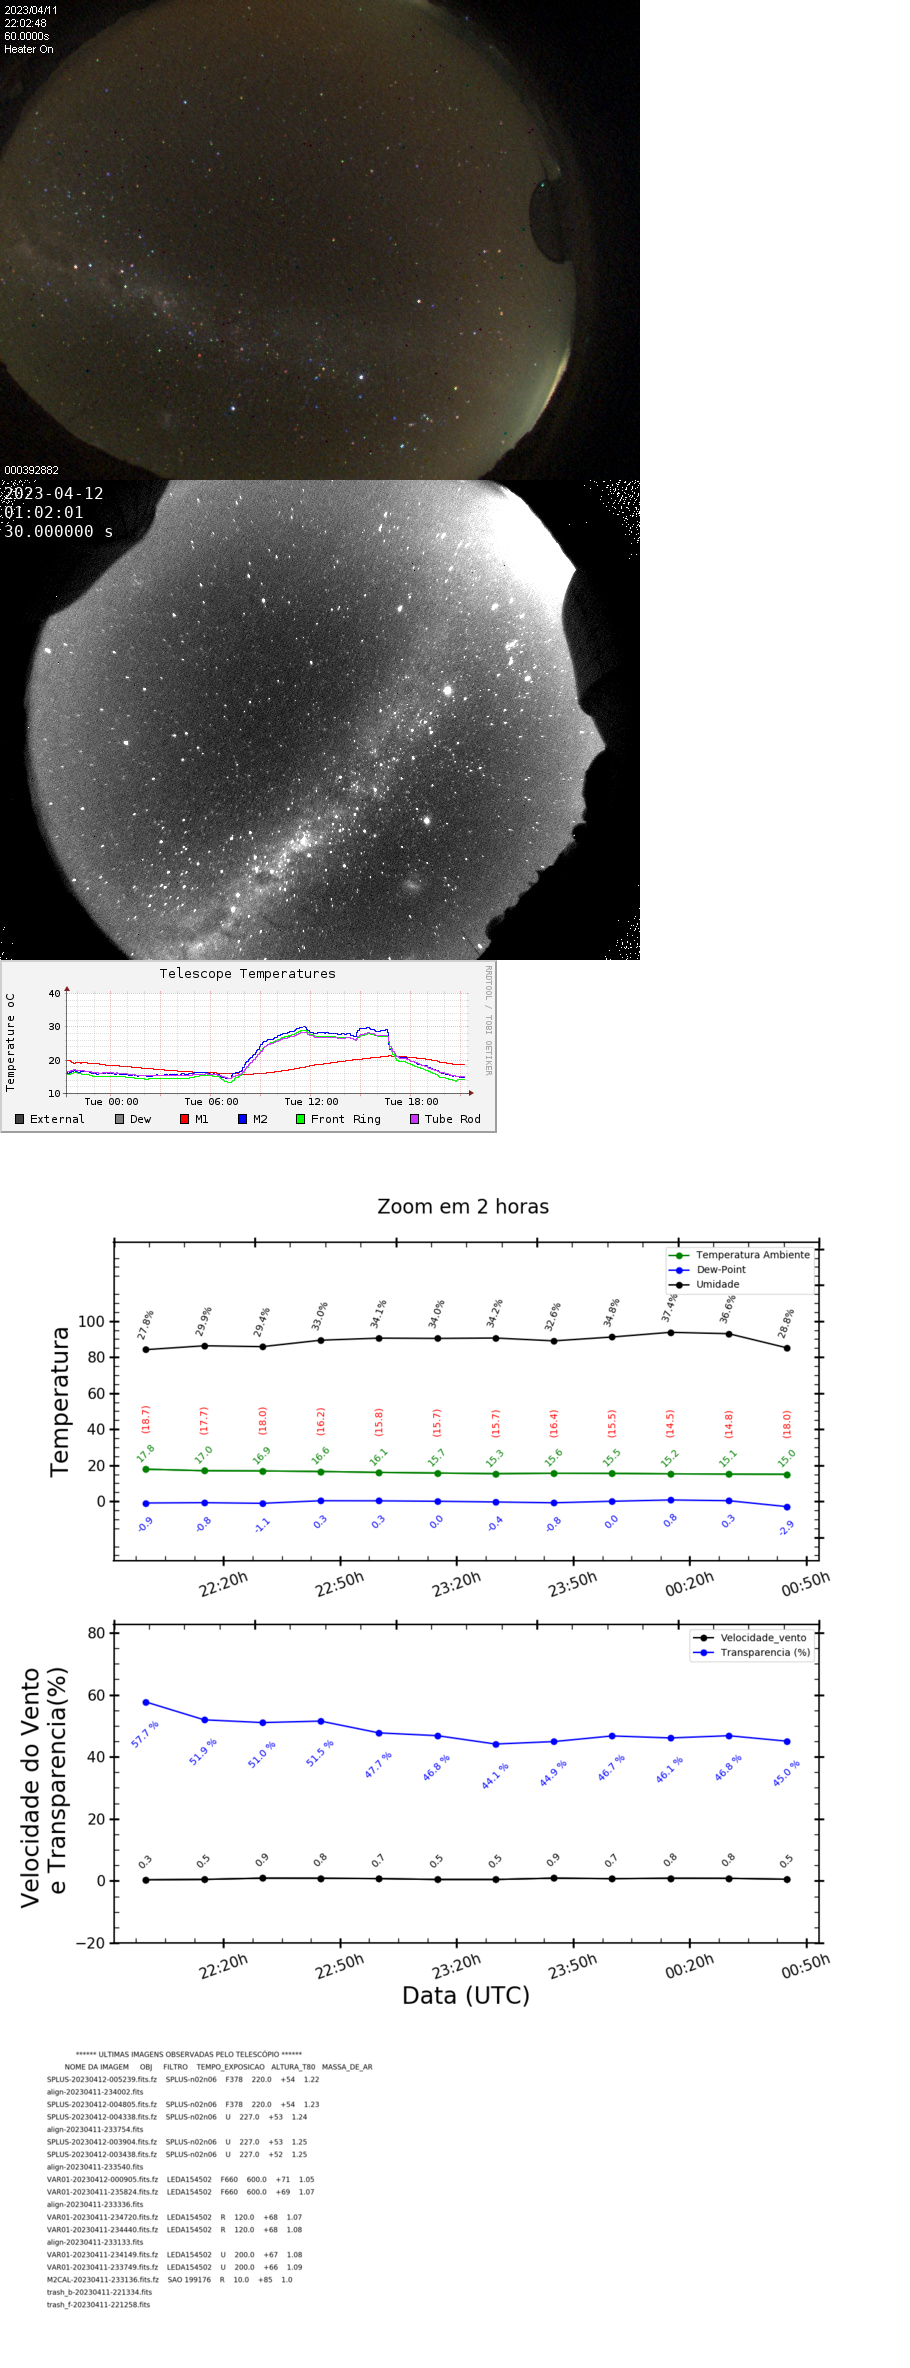 2023/04/11
22:02:48
60.0000s
Heater On
000392882
2023-04-12
01:02:01
30.000000 s
Telescope Temperatures
RRDTOOL / TOBI OETIKER
Temperature oC
40
30
20
10
Tue 00:00 Tue 06:00 Tue 12:00 Tue 18:00
External Dew M1 M2 Front Ring Tube Rod
Zoom em 2 horas
Temperatura Ambiente
Dew-Point
Umidade
Temperatura
100
80
60
40
20
0
27.8% 29.9% 29.4% 33.0% 34.1% 34.0% 34.2% 32.6% 34.8% 37.4% 36.6% 28.8%
(18.7) (17.7) (18.0) (16.2) (15.8) (15.7) (15.7) (16.4) (15.5) (14.5) (14.8) (18.0)
17.8 17.0 16.9 16.6 16.1 15.7 15.3 15.6 15.5 15.2 15.1 15.0
-0.9 -0.8 -1.1 0.3 0.3 0.0 -0.4 -0.8 0.0 0.8 0.3 -2.9
22:20h 22:50h 23:20h 23:50h 00:20h 00:50h
Velocidade_vento
Transparencia (%)
Velocidade do Vento
e Transparencia(%)
80
60
40
20
0
−20
57.7 % 51.9 % 51.0 % 51.5 % 47.7 % 46.8 % 44.1 % 44.9 % 46.7 % 46.1 % 46.8 % 45.0 %
0.3 0.5 0.9 0.8 0.7 0.5 0.5 0.9 0.7 0.8 0.8 0.5
22:20h 22:50h 23:20h 23:50h 00:20h 00:50h
Data (UTC)
****** ULTIMAS IMAGENS OBSERVADAS PELO TELESCÓPIO ******
NOME DA IMAGEM OBJ FILTRO TEMPO_EXPOSICAO ALTURA_T80 MASSA_DE_AR
SPLUS-20230412-005239.fits.fz SPLUS-n02n06 F378 220.0 +54 1.22
align-20230411-234002.fits
SPLUS-20230412-004805.fits.fz SPLUS-n02n06 F378 220.0 +54 1.23
SPLUS-20230412-004338.fits.fz SPLUS-n02n06 U 227.0 +53 1.24
align-20230411-233754.fits
SPLUS-20230412-003904.fits.fz SPLUS-n02n06 U 227.0 +53 1.25
SPLUS-20230412-003438.fits.fz SPLUS-n02n06 U 227.0 +52 1.25
align-20230411-233540.fits
VAR01-20230412-000905.fits.fz LEDA154502 F660 600.0 +71 1.05
VAR01-20230411-235824.fits.fz LEDA154502 F660 600.0 +69 1.07
align-20230411-233336.fits
VAR01-20230411-234720.fits.fz LEDA154502 R 120.0 +68 1.07
VAR01-20230411-234440.fits.fz LEDA154502 R 120.0 +68 1.08
align-20230411-233133.fits
VAR01-20230411-234149.fits.fz LEDA154502 U 200.0 +67 1.08
VAR01-20230411-233749.fits.fz LEDA154502 U 200.0 +66 1.09
M2CAL-20230411-233136.fits.fz SAO 199176 R 10.0 +85 1.0
trash_b-20230411-221334.fits
trash_f-20230411-221258.fits